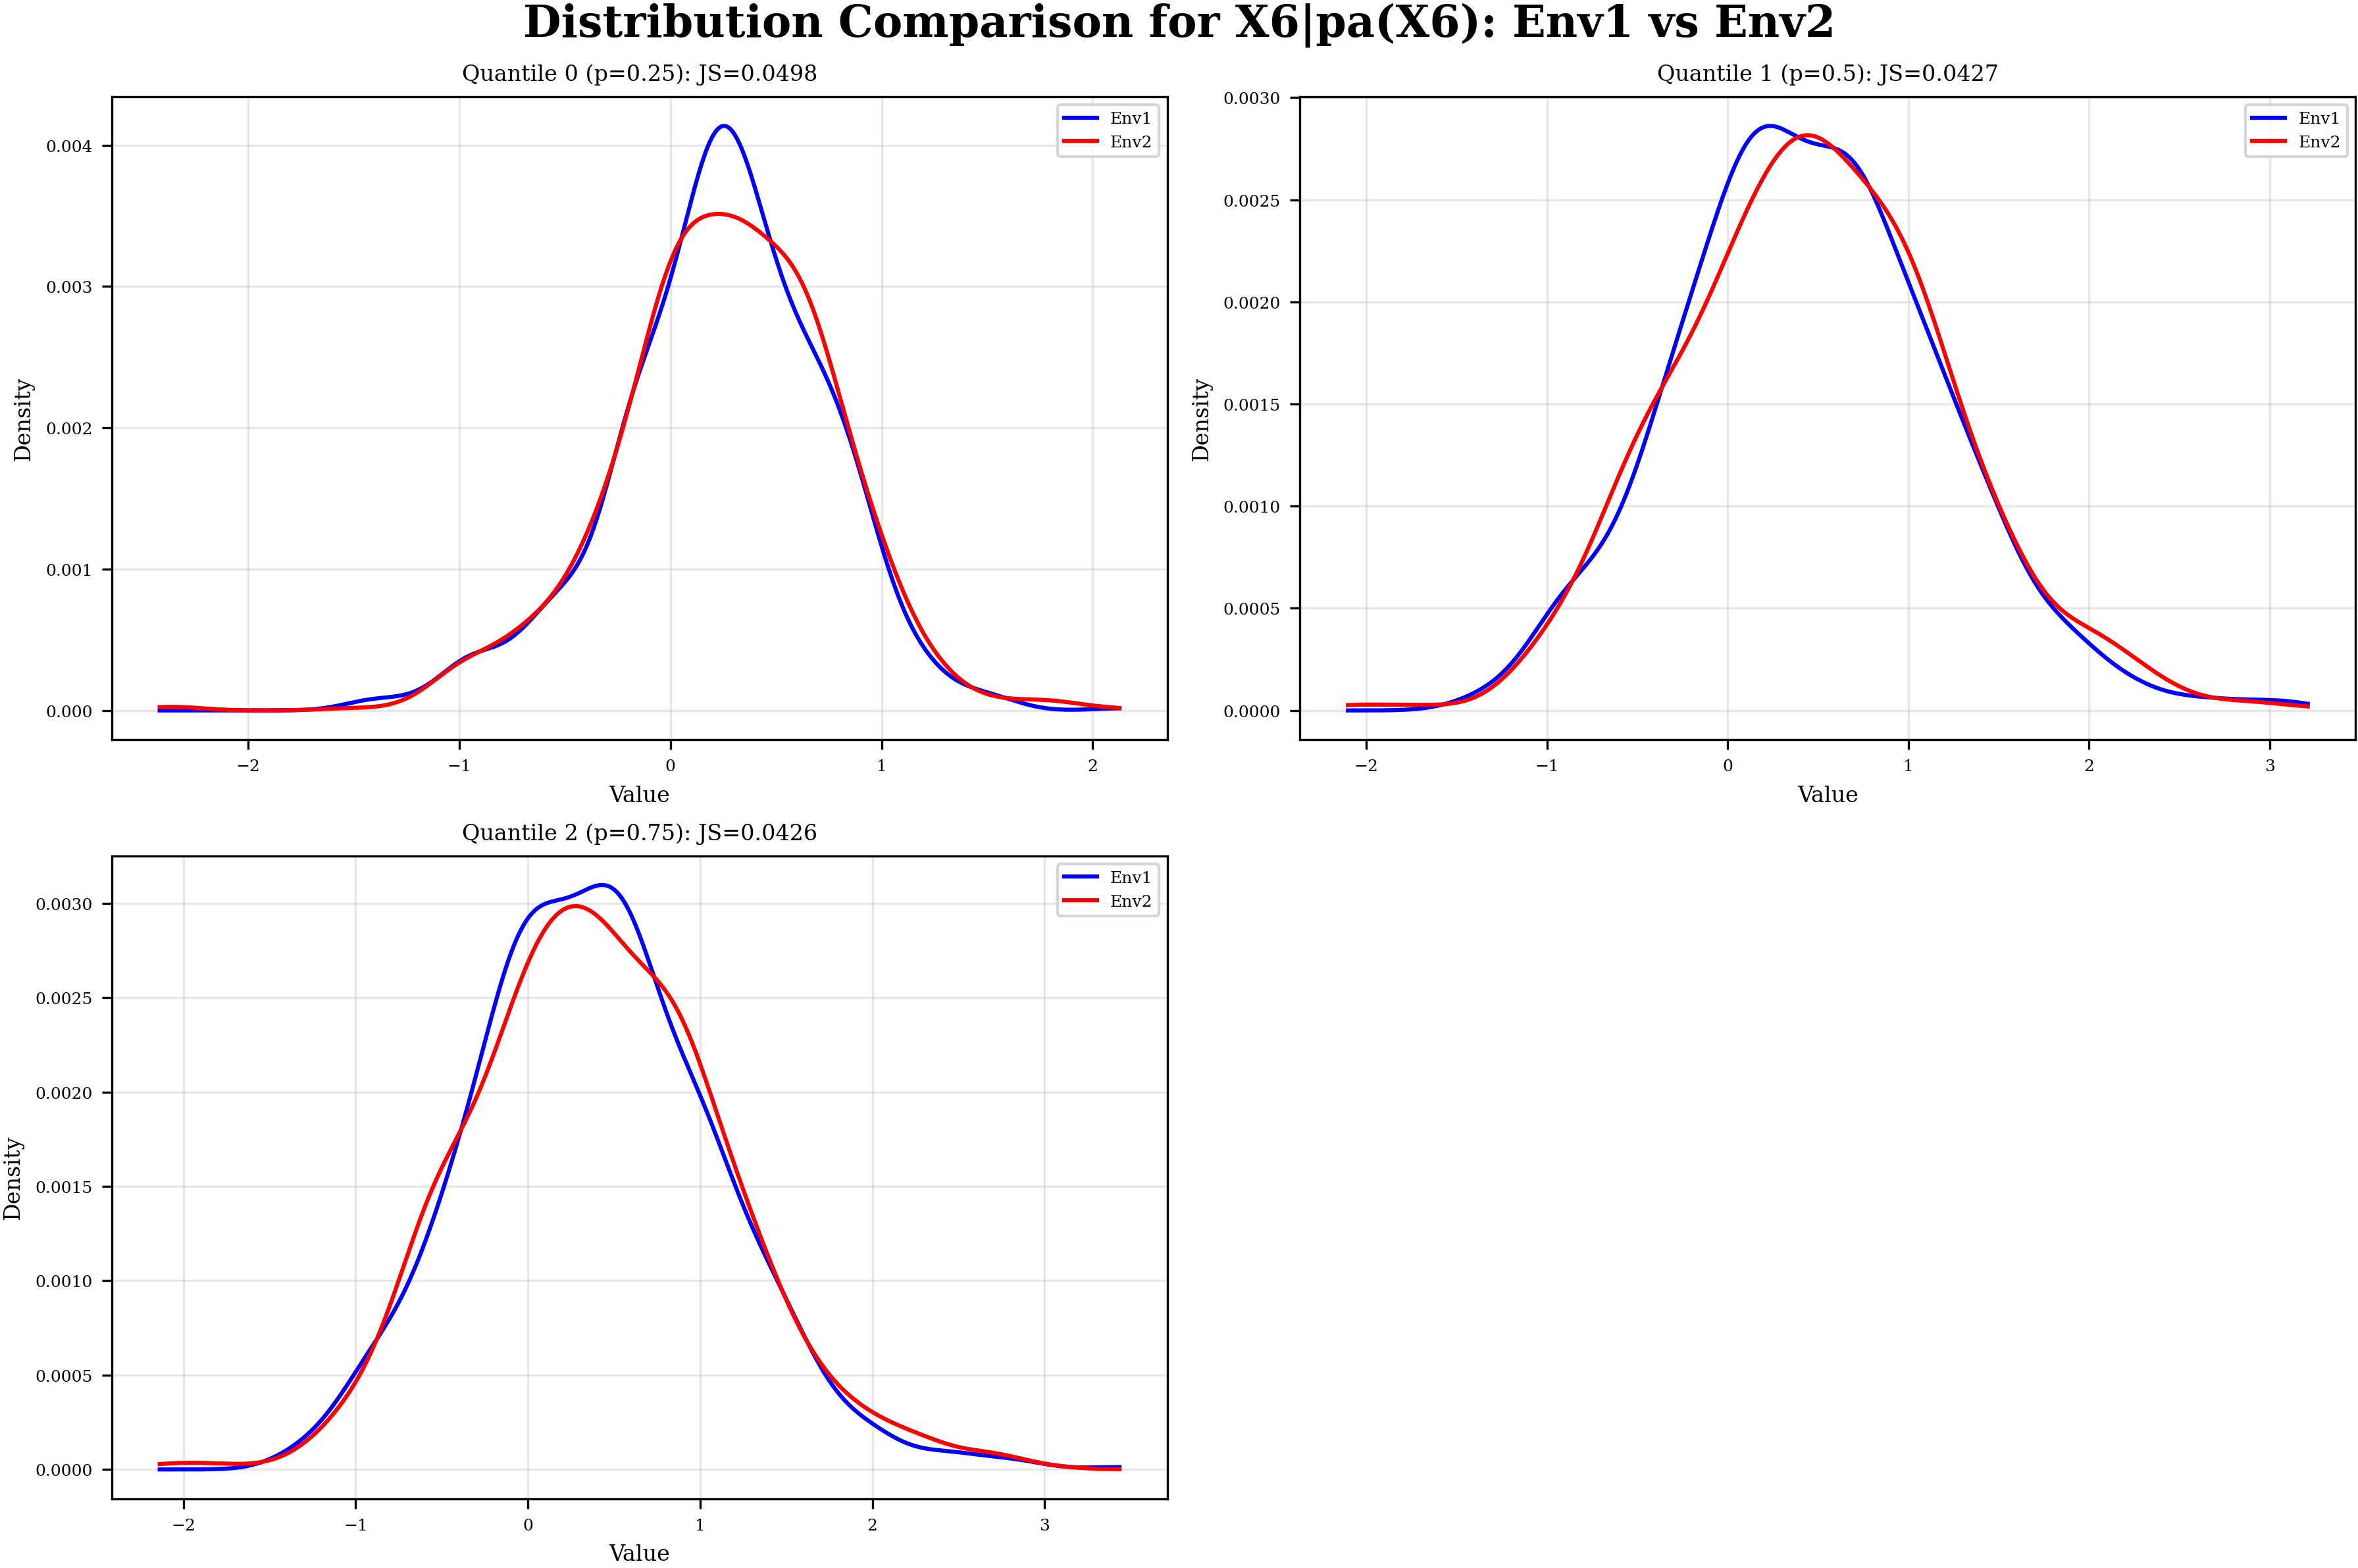 Distribution Comparison for X6|pa(X6): Env1 vs Env2
Quantile 0 (p=0.25): JS=0.0498
Env1
Env2
0.004
0.003
0.002
0.001
0.000
Density
−2
−1
0
1
2
Value
Quantile 1 (p=0.5): JS=0.0427
Env1
Env2
0.0030
0.0025
0.0020
0.0015
0.0010
0.0005
0.0000
Density
−2
−1
0
1
2
3
Value
Quantile 2 (p=0.75): JS=0.0426
Env1
Env2
0.0030
0.0025
0.0020
0.0015
0.0010
0.0005
0.0000
Density
−2
−1
0
1
2
3
Value